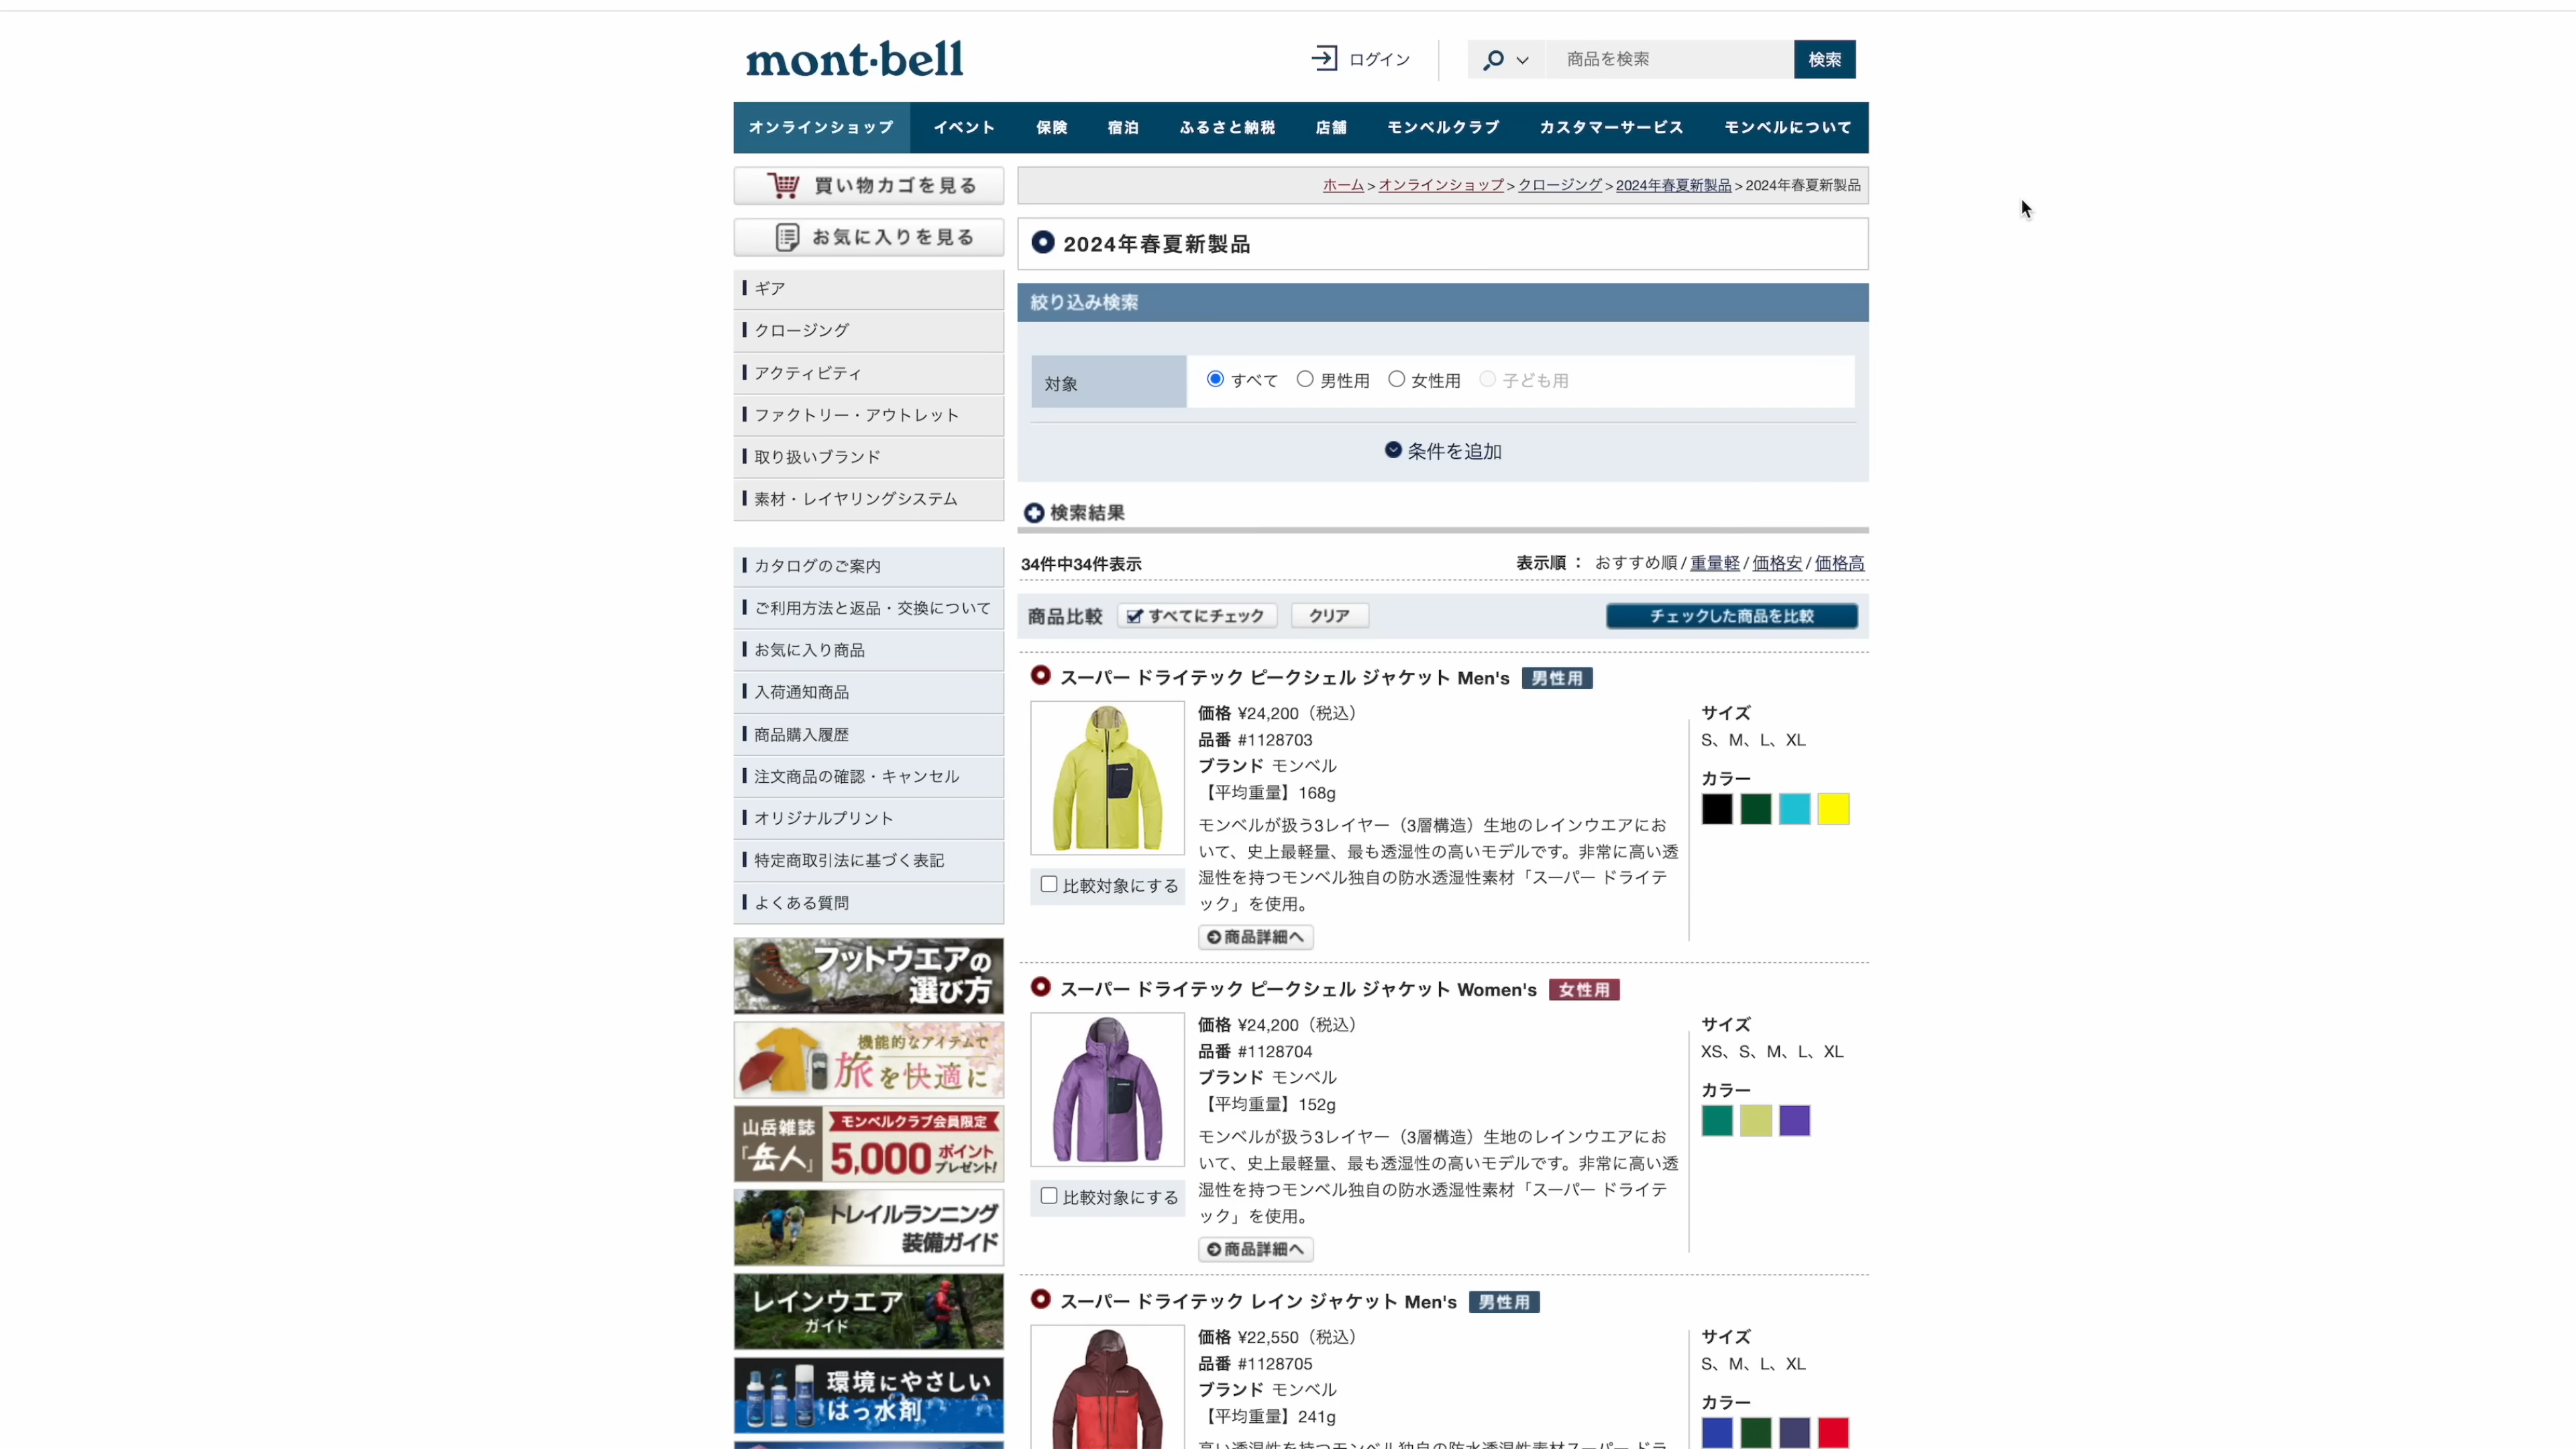 mont・bell
ログイン
商品を検索
検索
オンラインショップ イベント 保険 宿泊 ふるさと納税 店舗 モンベルクラブ カスタマーサービス モンベルについて
買い物カゴを見る
お気に入りを見る
ギア
クロージング
アクティビティ
ファクトリー・アウトレット
取り扱いブランド
素材・レイヤリングシステム
カタログのご案内
ご利用方法と返品・交換について
お気に入り商品
入荷通知商品
商品購入履歴
注文商品の確認・キャンセル
オリジナルプリント
特定商取引法に基づく表記
よくある質問
フットウエアの
選び方
機能的なアイテムで
旅を快適に
山岳雑誌
『岳人』
モンベルクラブ会員限定
5,000ポイント
プレゼント!
トレイルランニング
装備ガイド
レインウエア
ガイド
環境にやさしい
はっ水剤
ホーム > オンラインショップ > クロージング > 2024年春夏新製品 > 2024年春夏新製品
2024年春夏新製品
絞り込み検索
対象 すべて 男性用 女性用 子ども用
条件を追加
検索結果
34件中34件表示
表示順 : おすすめ順 / 重量軽 / 価格安 / 価格高
商品比較 すべてにチェック クリア チェックした商品を比較
スーパー ドライテック ピークシェル ジャケット Men's 男性用
価格 ¥24,200（税込）
品番 #1128703
ブランド モンベル
【平均重量】168g
モンベルが扱う3レイヤー（3層構造）生地のレインウエアにお
いて、史上最軽量、最も透湿性の高いモデルです。非常に高い透
湿性を持つモンベル独自の防水透湿性素材「スーパー ドライテ
ック」を使用。
比較対象にする
商品詳細へ
サイズ
S、M、L、XL
カラー
スーパー ドライテック ピークシェル ジャケット Women's 女性用
価格 ¥24,200（税込）
品番 #1128704
ブランド モンベル
【平均重量】152g
モンベルが扱う3レイヤー（3層構造）生地のレインウエアにお
いて、史上最軽量、最も透湿性の高いモデルです。非常に高い透
湿性を持つモンベル独自の防水透湿性素材「スーパー ドライテ
ック」を使用。
比較対象にする
商品詳細へ
サイズ
XS、S、M、L、XL
カラー
スーパー ドライテック レイン ジャケット Men's 男性用
価格 ¥22,550（税込）
品番 #1128705
ブランド モンベル
【平均重量】241g
高い透湿性を持つモンベル独自の防水透湿性素材スーパー ドラ
サイズ
S、M、L、XL
カラー